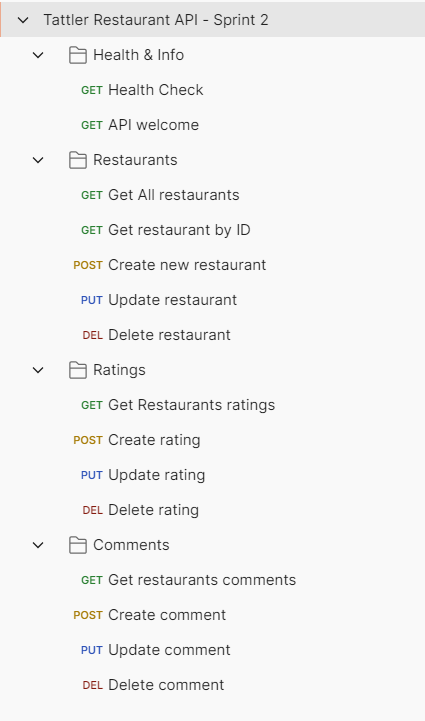 Tattler Restaurant API - Sprint 2
Health & Info
GET Health Check
GET API welcome
Restaurants
GET Get All restaurants
GET Get restaurant by ID
POST Create new restaurant
PUT Update restaurant
DEL Delete restaurant
Ratings
GET Get Restaurants ratings
POST Create rating
PUT Update rating
DEL Delete rating
Comments
GET Get restaurants comments
POST Create comment
PUT Update comment
DEL Delete comment